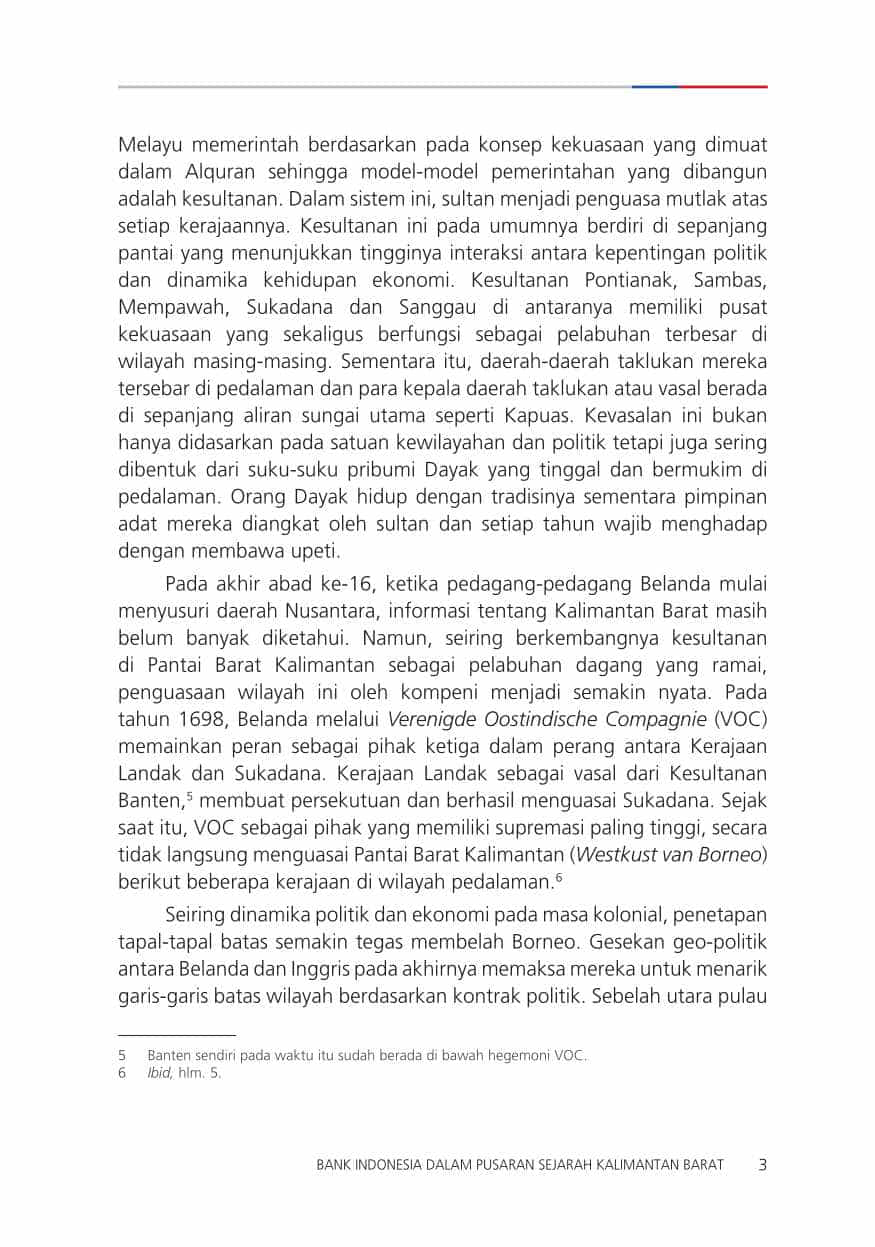 Melayu memerintah berdasarkan pada konsep kekuasaan yang dimuat
dalam Alquran sehingga model-model pemerintahan yang dibangun
adalah kesultanan. Dalam sistem ini, sultan menjadi penguasa mutlak atas
setiap kerajaannya. Kesultanan ini pada umumnya berdiri di sepanjang
pantai yang menunjukkan tingginya interaksi antara kepentingan politik
dan dinamika kehidupan ekonomi. Kesultanan Pontianak, Sambas,
Mempawah, Sukadana dan Sanggau di antaranya memiliki pusat
kekuasaan yang sekaligus berfungsi sebagai pelabuhan terbesar di
wilayah masing-masing. Sementara itu, daerah-daerah taklukan mereka
tersebar di pedalaman dan para kepala daerah taklukan atau vasal berada
di sepanjang aliran sungai utama seperti Kapuas. Kevasalan ini bukan
hanya didasarkan pada satuan kewilayahan dan politik tetapi juga sering
dibentuk dari suku-suku pribumi Dayak yang tinggal dan bermukim di
pedalaman. Orang Dayak hidup dengan tradisinya sementara pimpinan
adat mereka diangkat oleh sultan dan setiap tahun wajib menghadap
dengan membawa upeti.
Pada akhir abad ke-16, ketika pedagang-pedagang Belanda mulai
menyusuri daerah Nusantara, informasi tentang Kalimantan Barat masih
belum banyak diketahui. Namun, seiring berkembangnya kesultanan
di Pantai Barat Kalimantan sebagai pelabuhan dagang yang ramai,
penguasaan wilayah ini oleh kompeni menjadi semakin nyata. Pada
tahun 1698, Belanda melalui Verenigde Oostindische Compagnie (VOC)
memainkan peran sebagai pihak ketiga dalam perang antara Kerajaan
Landak dan Sukadana. Kerajaan Landak sebagai vasal dari Kesultanan
Banten,5 membuat persekutuan dan berhasil menguasai Sukadana. Sejak
saat itu, VOC sebagai pihak yang memiliki supremasi paling tinggi, secara
tidak langsung menguasai Pantai Barat Kalimantan (Westkust van Borneo)
berikut beberapa kerajaan di wilayah pedalaman.6
Seiring dinamika politik dan ekonomi pada masa kolonial, penetapan
tapal-tapal batas semakin tegas membelah Borneo. Gesekan geo-politik
antara Belanda dan Inggris pada akhirnya memaksa mereka untuk menarik
garis-garis batas wilayah berdasarkan kontrak politik. Sebelah utara pulau
5 Banten sendiri pada waktu itu sudah berada di bawah hegemoni VOC.
6 Ibid, hlm. 5.
BANK INDONESIA DALAM PUSARAN SEJARAH KALIMANTAN BARAT 3